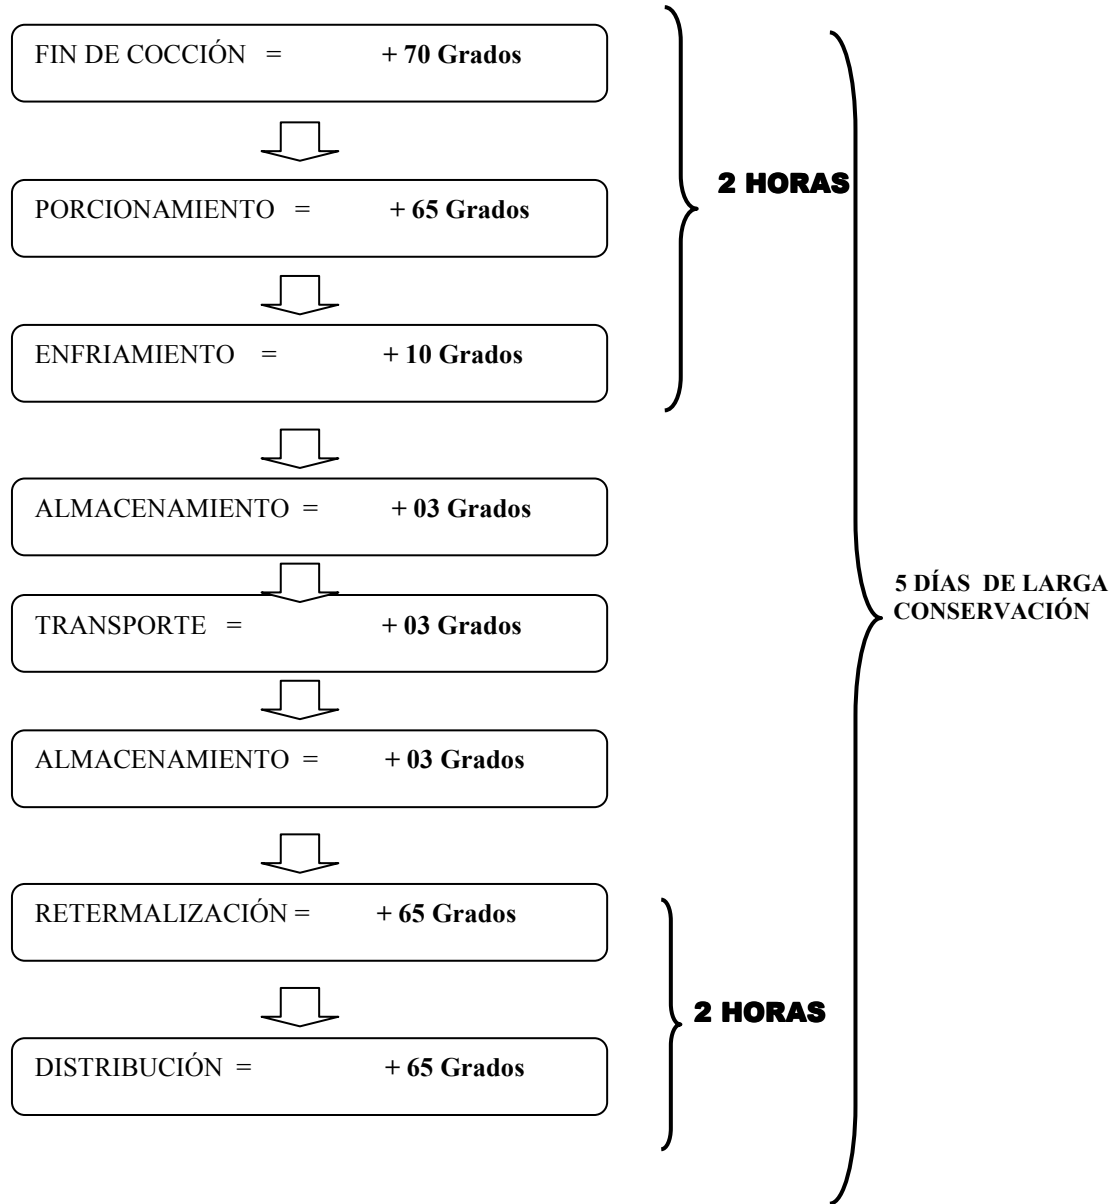 FIN DE COCCIÓN = + 70 Grados
PORCIONAMIENTO = + 65 Grados
2 HORAS
ENFRIAMIENTO = + 10 Grados
ALMACENAMIENTO = + 03 Grados
TRANSPORTE = + 03 Grados
5 DÍAS DE LARGA
CONSERVACIÓN
ALMACENAMIENTO = + 03 Grados
RETERMALIZACIÓN = + 65 Grados
2 HORAS
DISTRIBUCIÓN = + 65 Grados